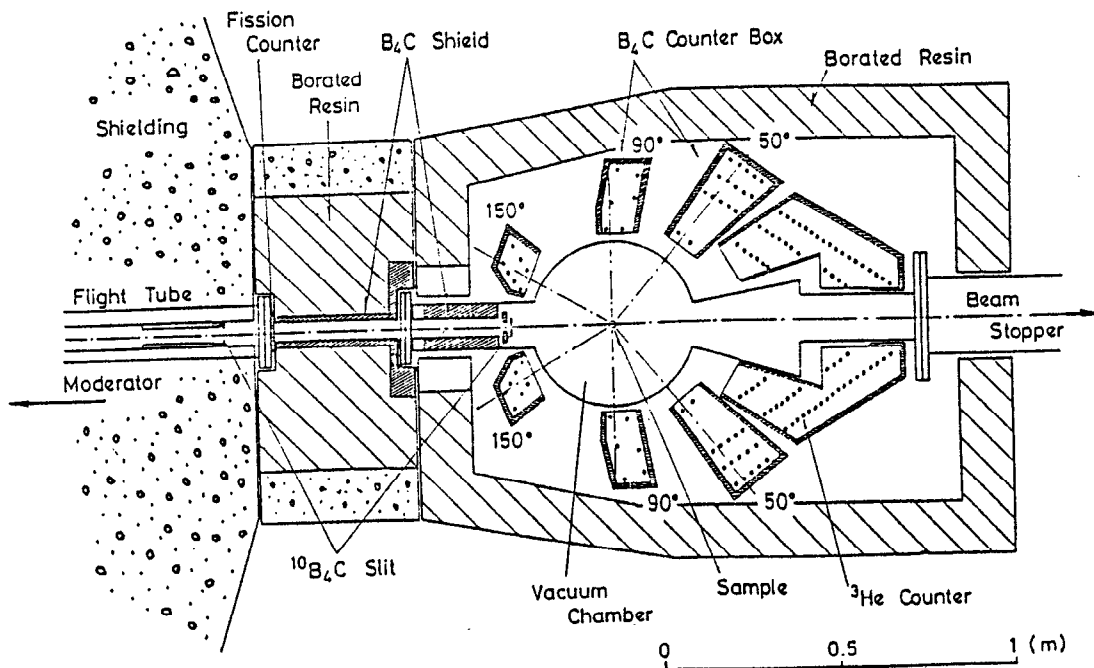 Fission
Counter
B₄C Shield
B₄C Counter Box
Borated Resin
Borated
Resin
Shielding
90°
50°
150°
Flight Tube
Beam
Stopper
Moderator
150°
90°
50°
¹⁰B₄C Slit
Vacuum
Chamber
Sample
³He Counter
0 0.5 1 (m)